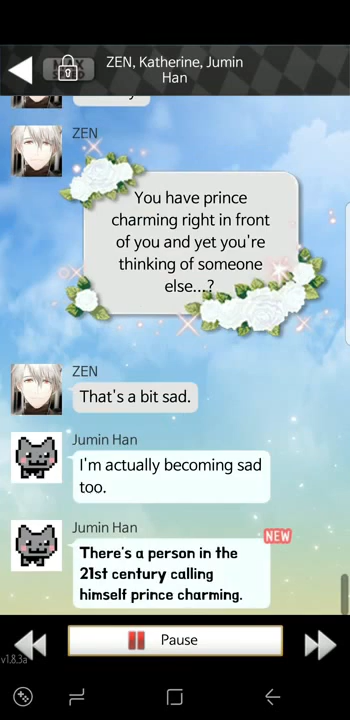 ZEN, Katherine, Jumin
Han
ZEN
You have prince
charming right in front
of you and yet you're
thinking of someone
else...?
ZEN
That's a bit sad.
Jumin Han
I'm actually becoming sad
too.
Jumin Han
NEW
There's a person in the
21st century calling
himself prince charming.
Pause
v1.8.3a